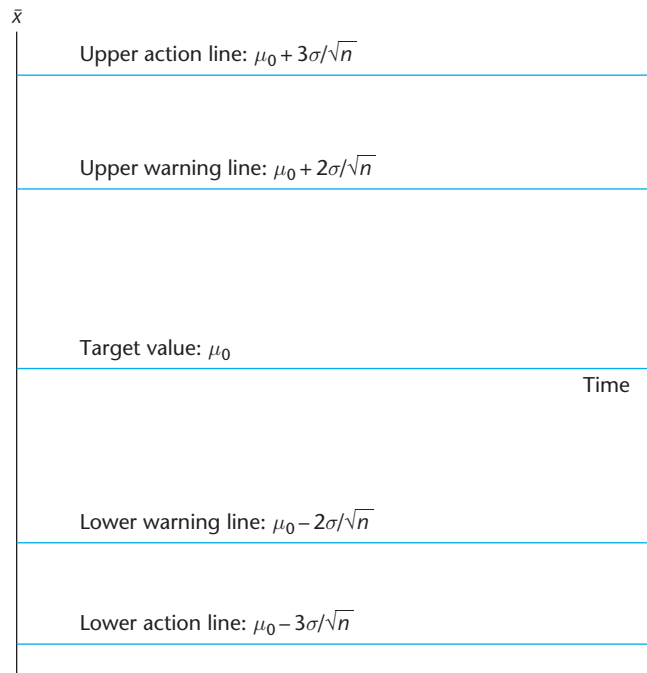 x̄
Upper action line: μ₀ + 3σ/√n
Upper warning line: μ₀ + 2σ/√n
Target value: μ₀
Time
Lower warning line: μ₀ – 2σ/√n
Lower action line: μ₀ – 3σ/√n